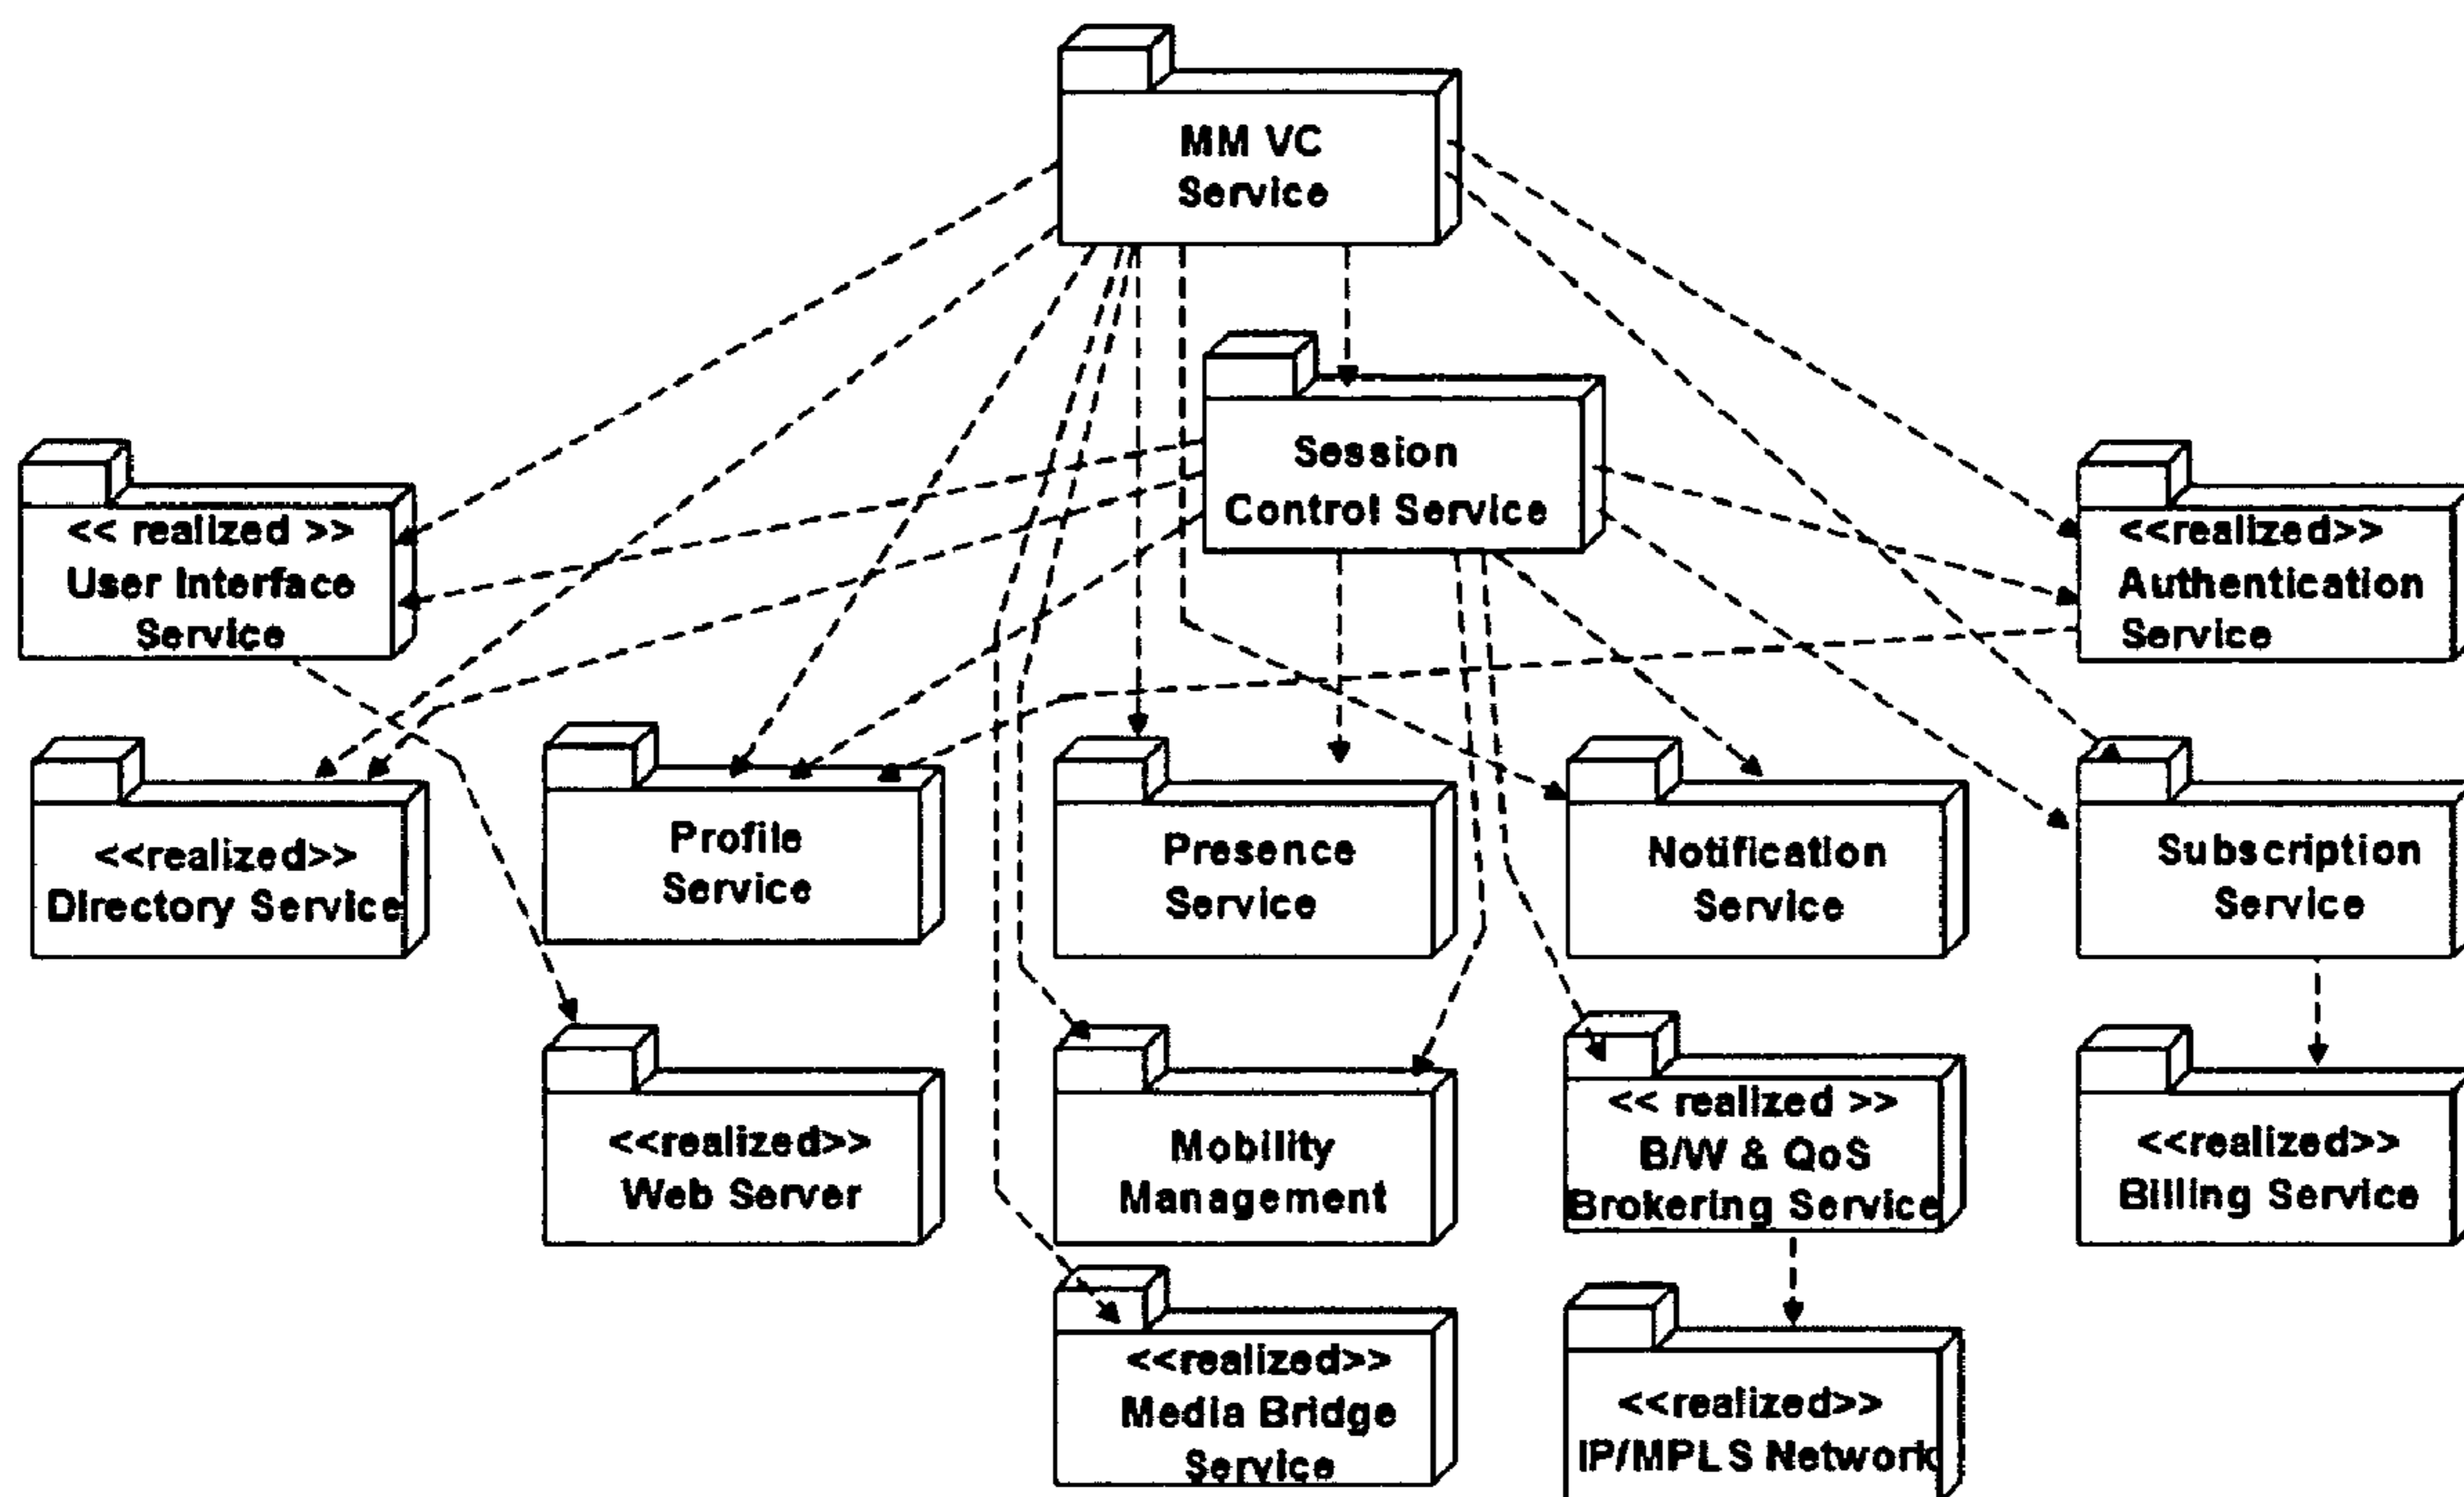 MM VC
Service
Session
Control Service
<< realized >>
User Interface
Service
<<realized>>
Authentication
Service
<<realized>>
Directory Service
Profile
Service
Presence
Service
Notification
Service
Subscription
Service
<<realized>>
Web Server
Mobility
Management
<< realized >>
B/W & QoS
Brokering Service
<<realized>>
Billing Service
<<realized>>
Media Bridge
Service
<<realized>>
IP/MPLS Network